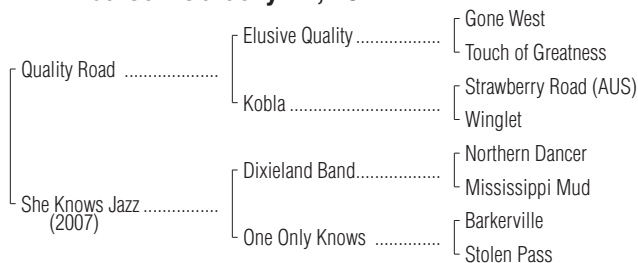 Gone West
Elusive Quality ..................
Touch of Greatness
Quality Road ....................
Strawberry Road (AUS)
Kobla ................................
Winglet
Northern Dancer
Dixieland Band..................
Mississippi Mud
She Knows Jazz ................
(2007)
Barkerville
One Only Knows ..............
Stolen Pass